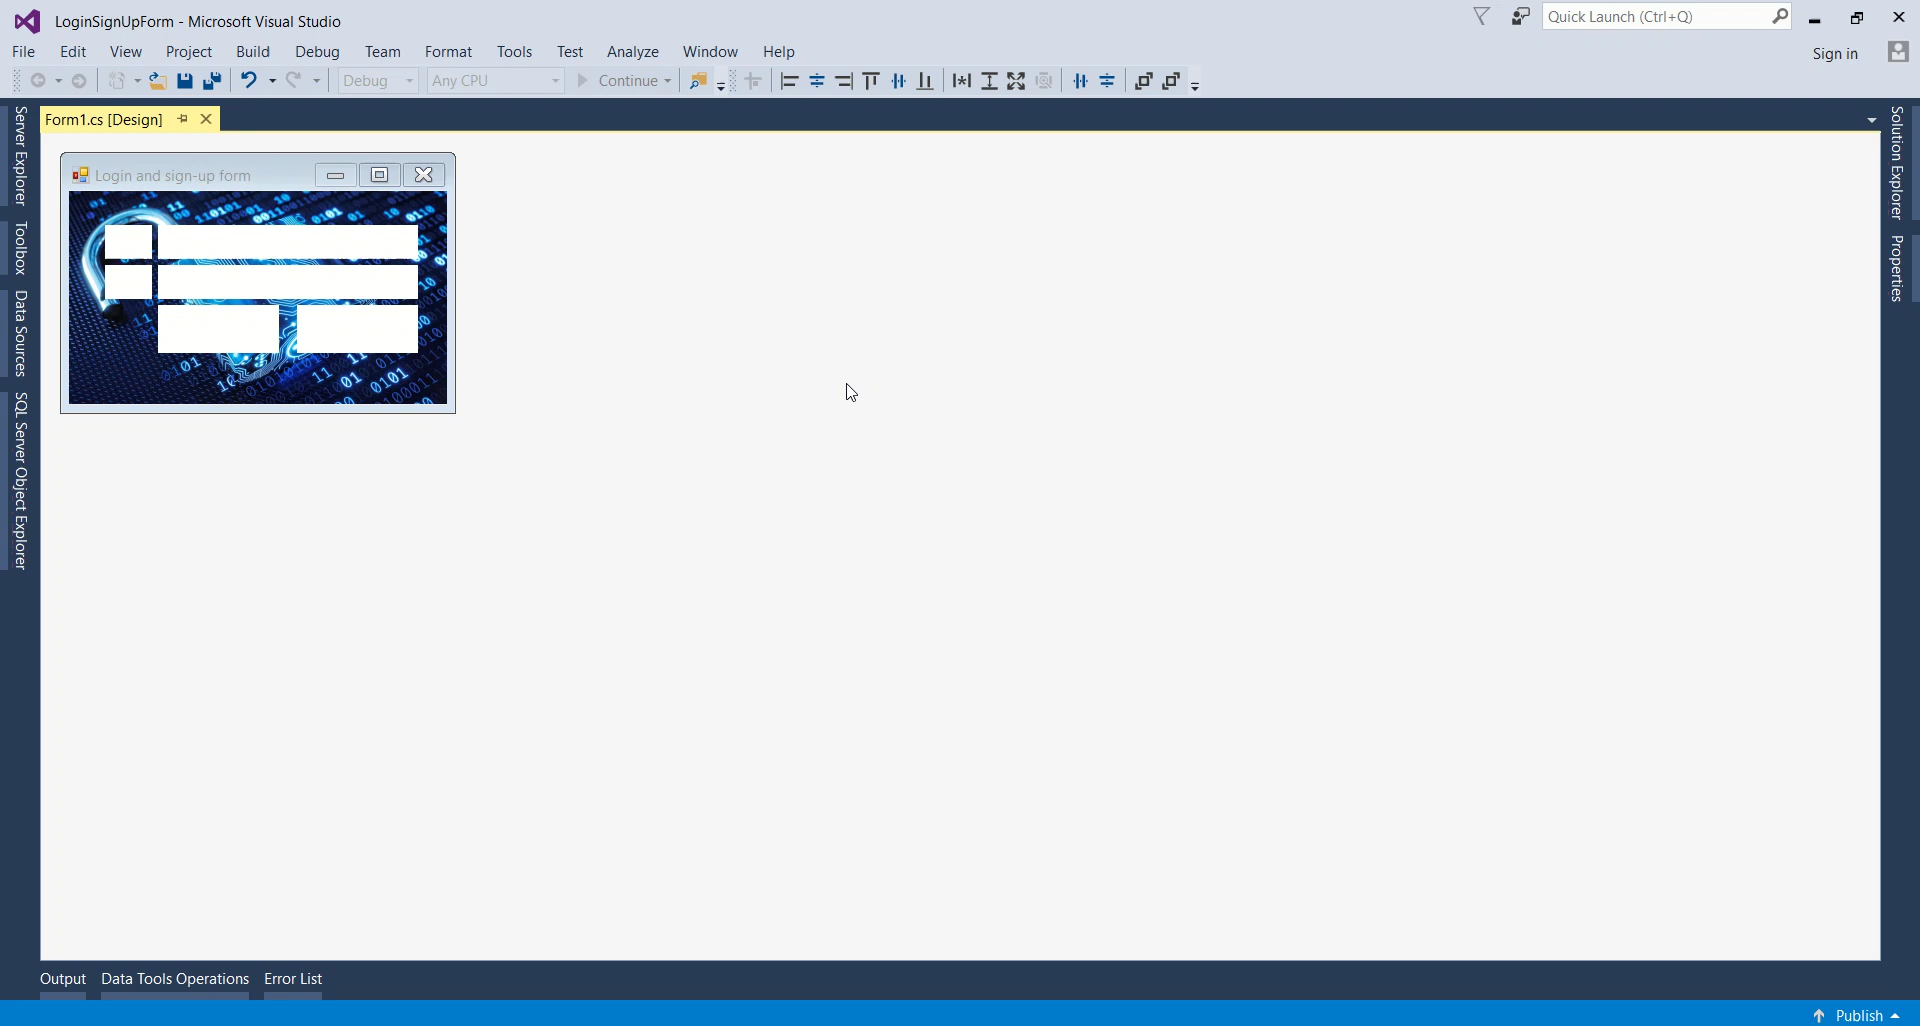 LoginSignUpForm - Microsoft Visual Studio
Quick Launch (Ctrl+Q)
File Edit View Project Build Debug Team Format Tools Test Analyze Window Help
Sign in
Debug Any CPU Continue
Form1.cs [Design]
Login and sign-up form
Server Explorer
Toolbox
Data Sources
SQL Server Object Explorer
Solution Explorer
Properties
Output Data Tools Operations Error List
Publish